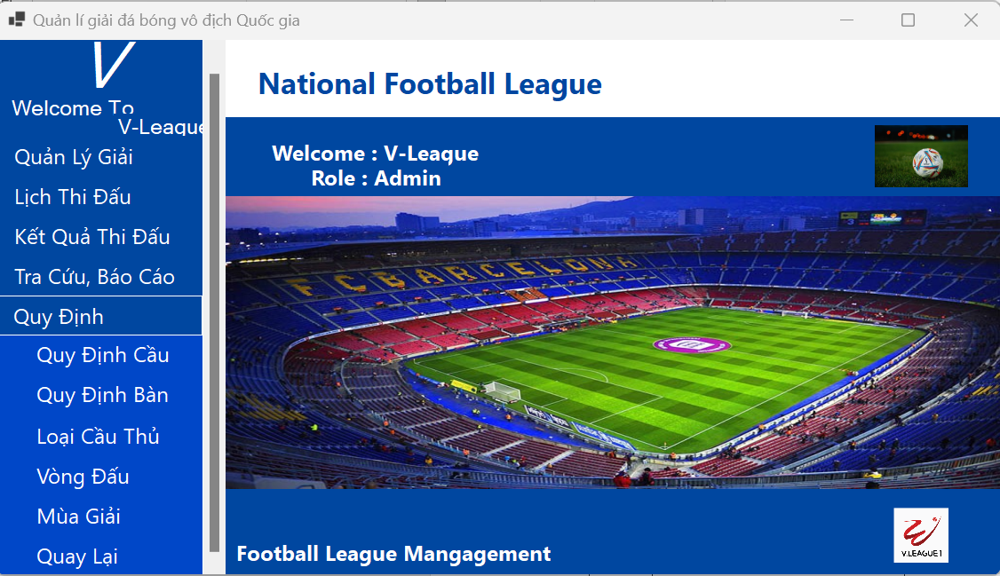 Quản lí giải đá bóng vô địch Quốc gia
V
Welcome To
V-League
Quản Lý Giải
Lịch Thi Đấu
Kết Quả Thi Đấu
Tra Cứu, Báo Cáo
Quy Định
Quy Định Cầu
Quy Định Bàn
Loại Cầu Thủ
Vòng Đấu
Mùa Giải
Quay Lại
National Football League
Welcome : V-League
Role : Admin
FC BARCELONA
Football League Mangagement
V.LEAGUE 1